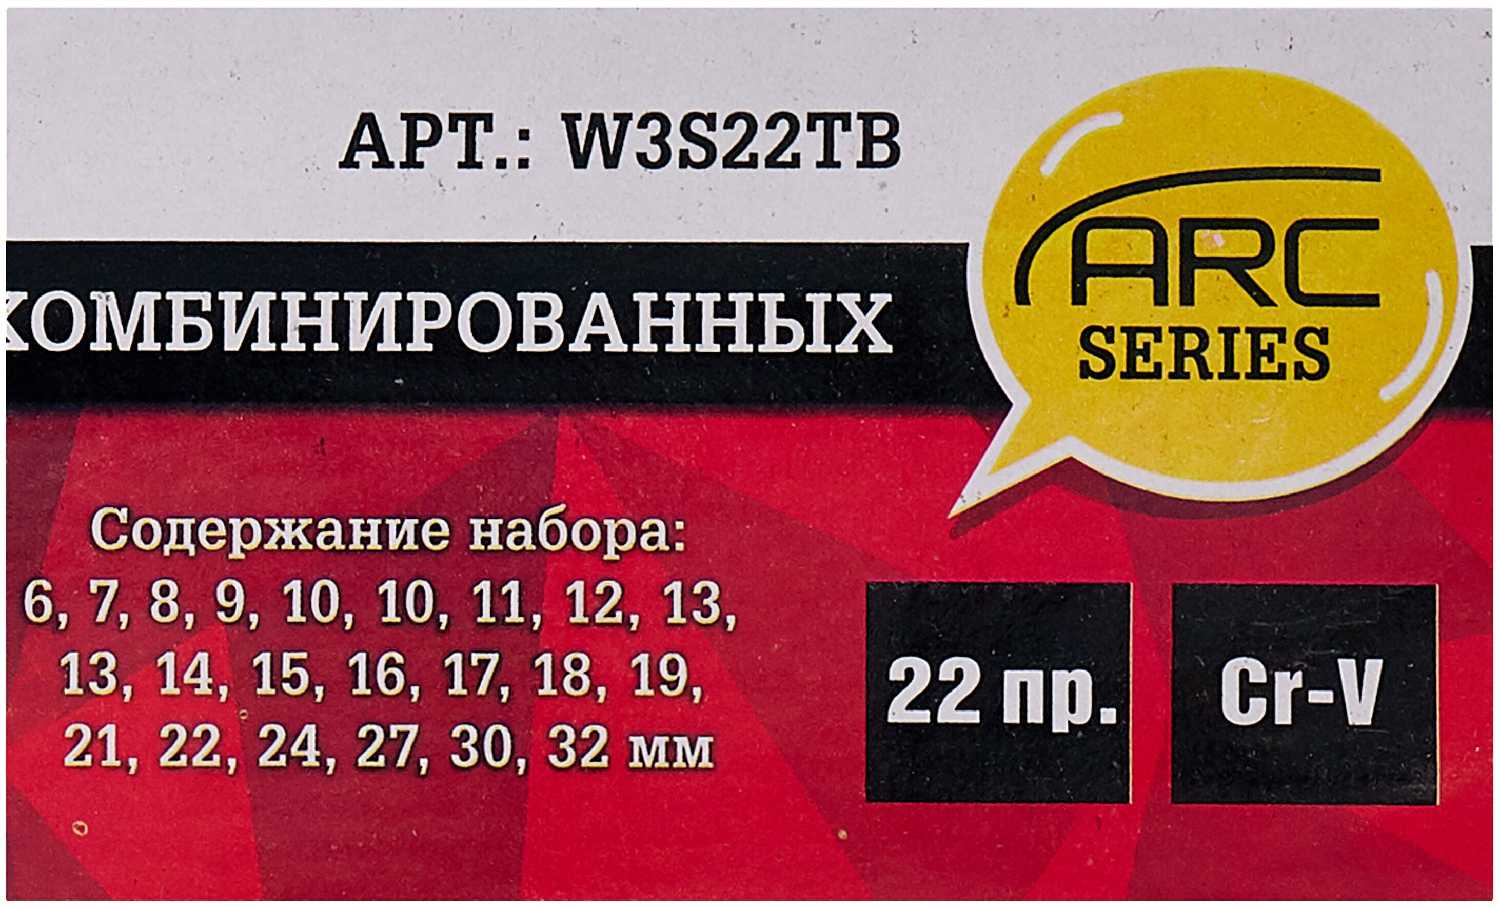 АРТ.: W3S22TB
ARC
SERIES
КОМБИНИРОВАННЫХ
Содержание набора:
6, 7, 8, 9, 10, 10, 11, 12, 13,
13, 14, 15, 16, 17, 18, 19,
21, 22, 24, 27, 30, 32 мм
22 пр.
Cr-V